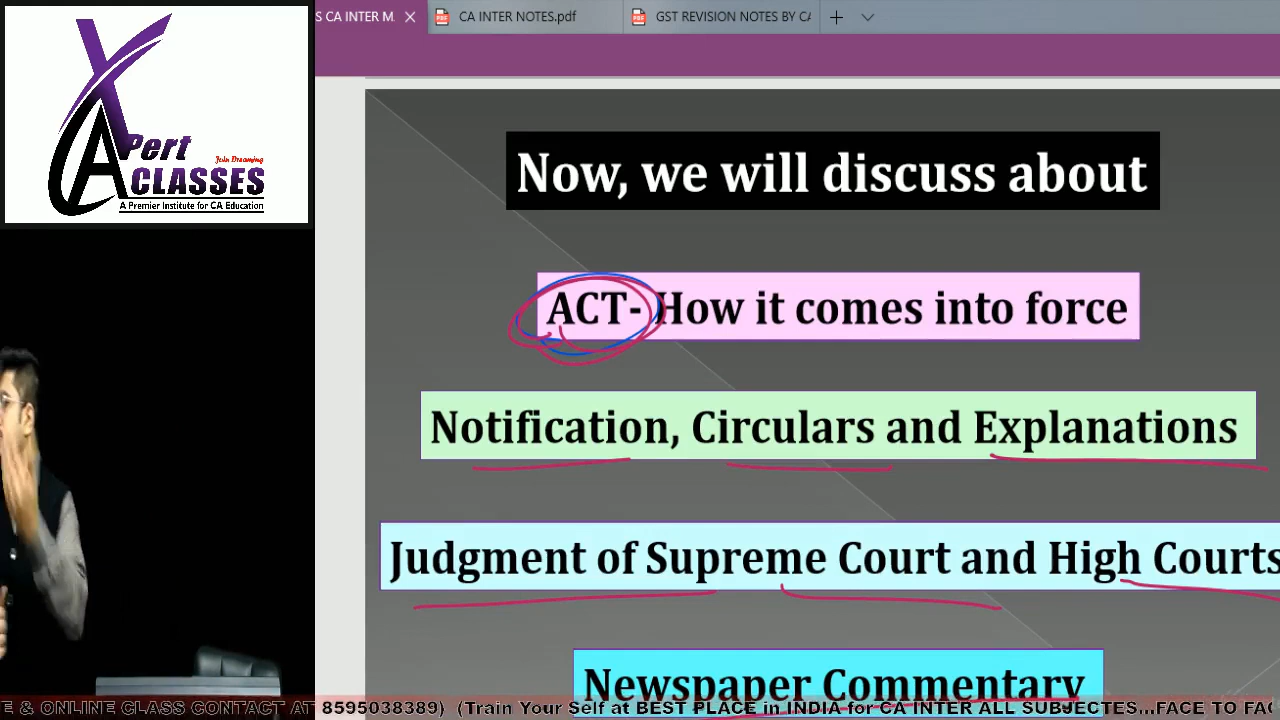 S CA INTER M.
CA INTER NOTES.pdf
GST REVISION NOTES BY CA
XPert
Join Dreaming
CA CLASSES
A Premier Institute for CA Education
Now, we will discuss about
ACT- How it comes into force
Notification, Circulars and Explanations
Judgment of Supreme Court and High Courts
Newspaper Commentary
E & ONLINE CLASS CONTACT AT 8595038389) (Train Your Self at BEST PLACE in INDIA for CA INTER ALL SUBJECTES...FACE TO FAC